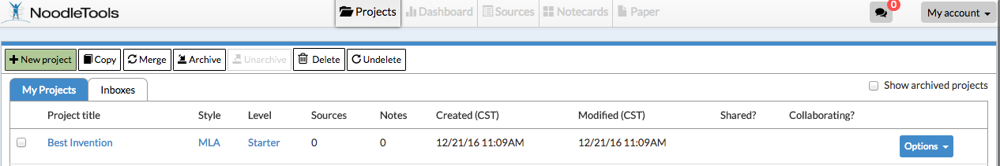 NoodleTools Projects Dashboard Sources Notecards Paper 0 My account
New project Copy Merge Archive Unarchive Delete Undelete
My Projects Inboxes Show archived projects
Project title Style Level Sources Notes Created (CST) Modified (CST) Shared? Collaborating?
Best Invention MLA Starter 0 0 12/21/16 11:09AM 12/21/16 11:09AM Options